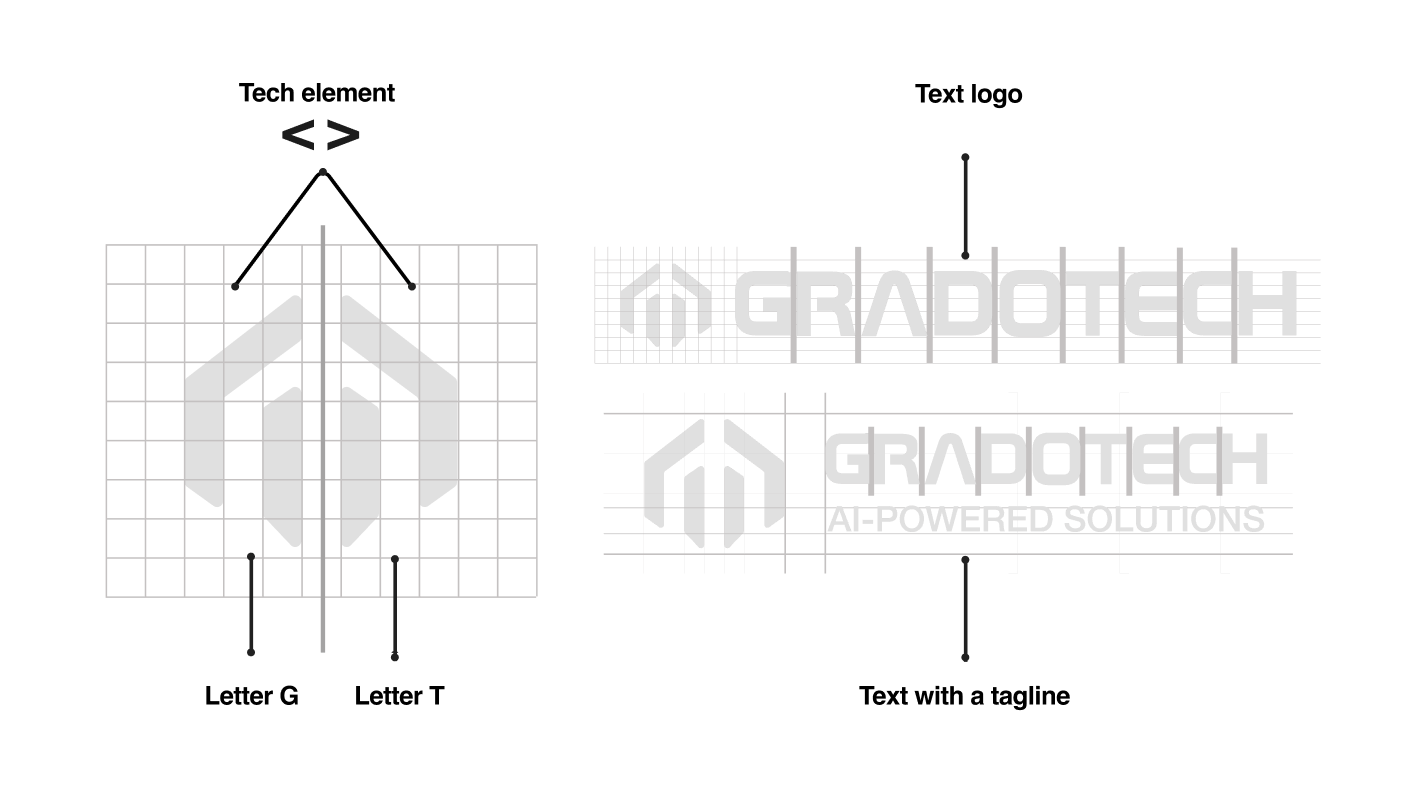 Tech element
< >
Letter G
Letter T
Text logo
GRADOTECH
GRADOTECH
AI-POWERED SOLUTIONS
Text with a tagline